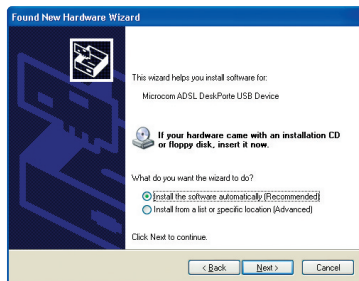 Found New Hardware Wizard
This wizard helps you install software for:
Microcom ADSL DeskPorte USB Device
If your hardware came with an installation CD
or floppy disk, insert it now.
What do you want the wizard to do?
Install the software automatically (Recommended)
Install from a list or specific location (Advanced)
Click Next to continue.
< Back Next > Cancel